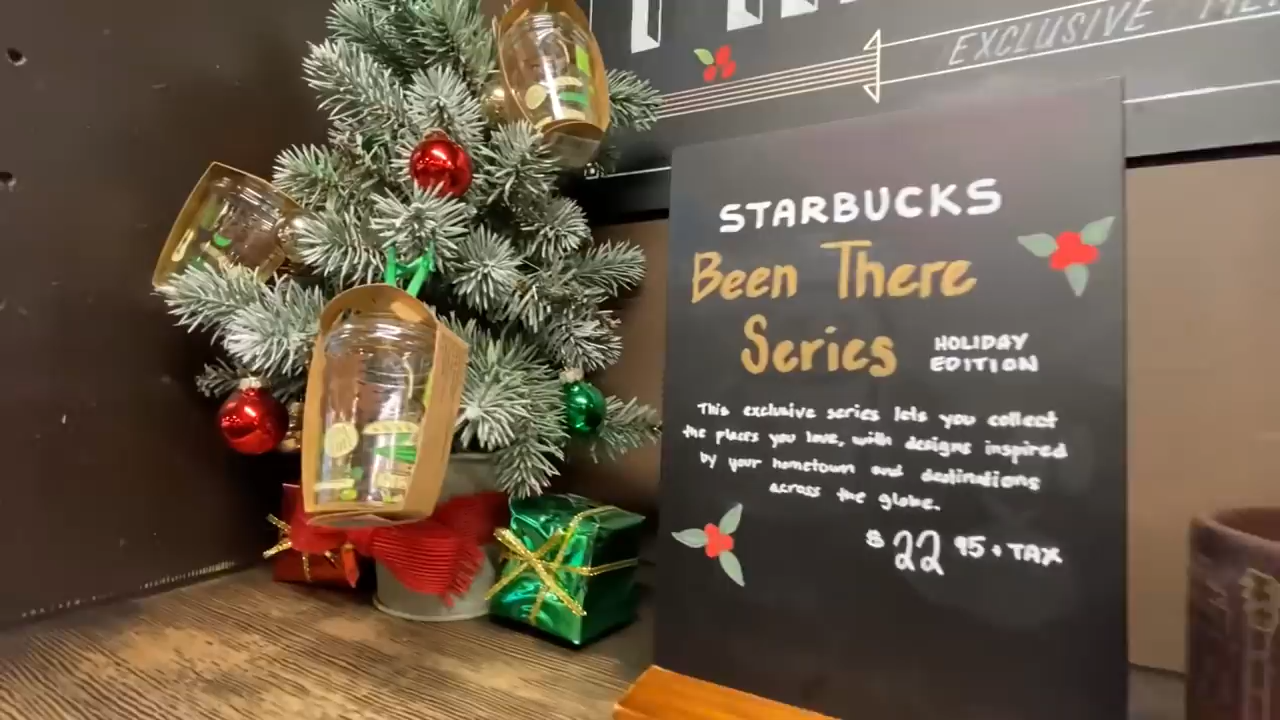 EXCLUSIVE
STARBUCKS
Been There
Series
HOLIDAY
EDITION
This exclusive series lets you collect
the places you love, with designs inspired
by your hometown and destinations
across the globe.
$22 95 + TAX